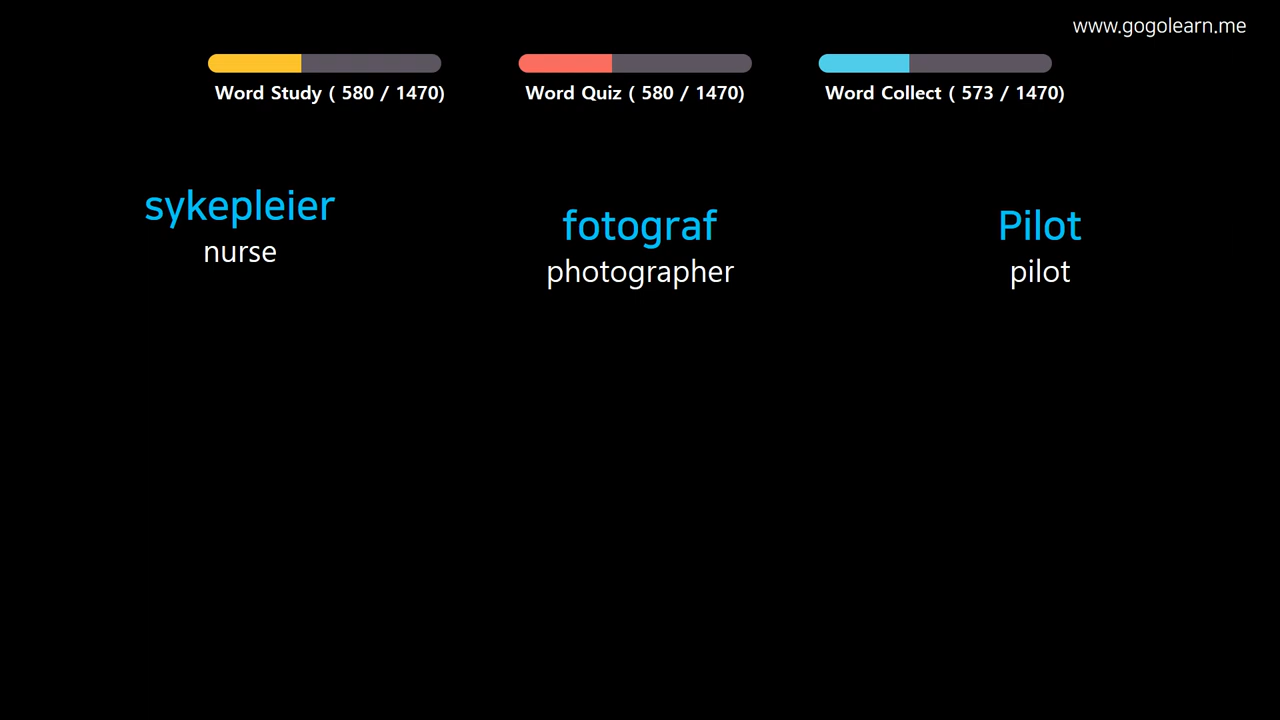 www.gogolearn.me
Word Study ( 580 / 1470)
Word Quiz ( 580 / 1470)
Word Collect ( 573 / 1470)
sykepleier
nurse
fotograf
photographer
Pilot
pilot